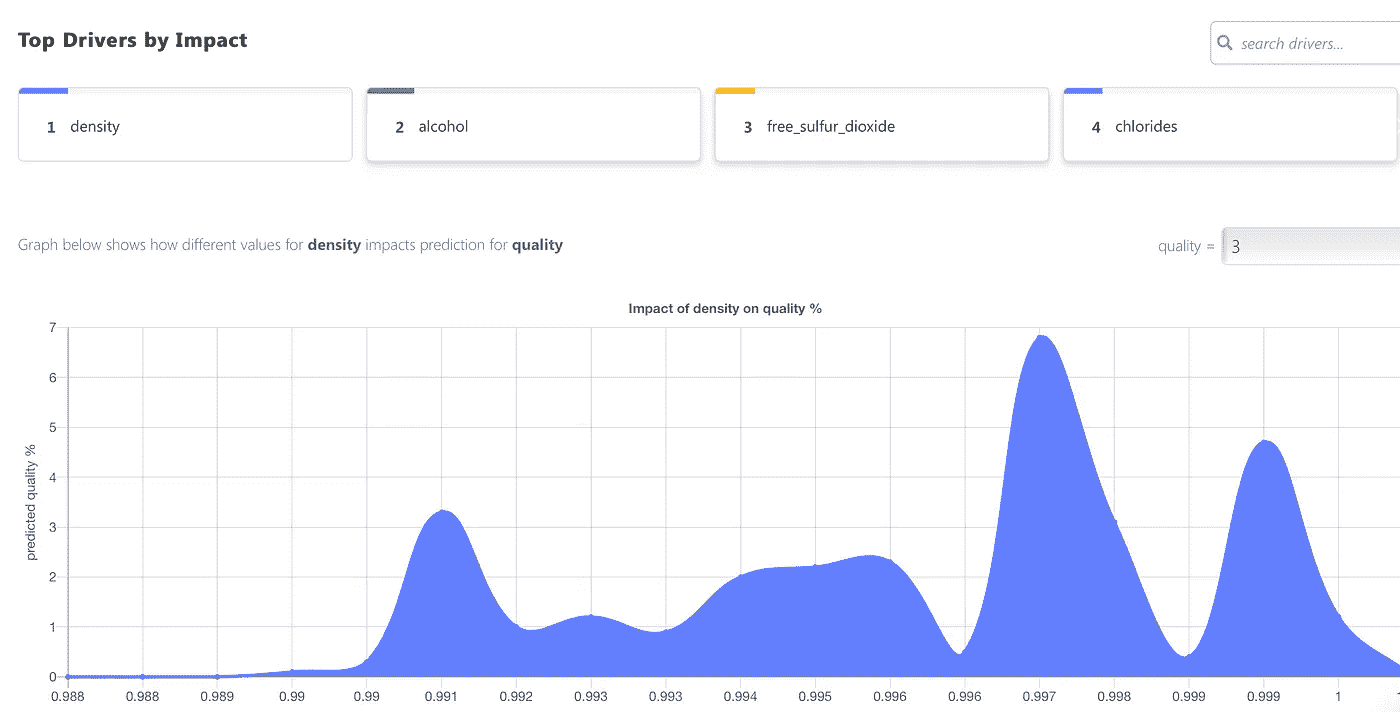 Top Drivers by Impact
search drivers...
1 density
2 alcohol
3 free_sulfur_dioxide
4 chlorides
Graph below shows how different values for density impacts prediction for quality
quality = 3
Impact of density on quality %
predicted quality %
7
6
5
4
3
2
1
0
0.988 0.988 0.989 0.99 0.99 0.991 0.992 0.993 0.993 0.994 0.995 0.996 0.996 0.997 0.998 0.999 0.999 1